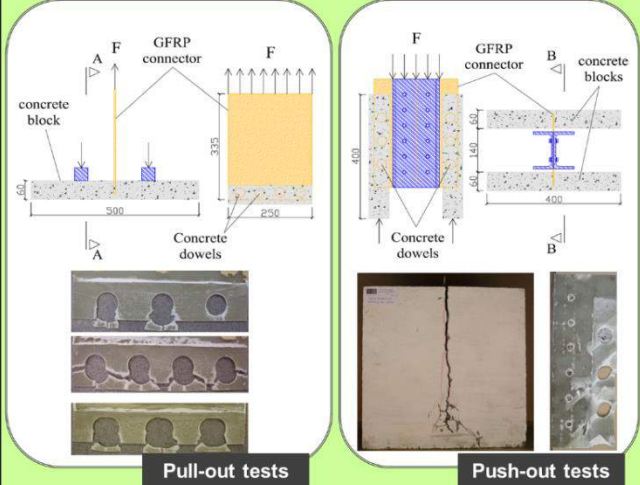 A
F
GFRP
connector
F
concrete
block
335
60
500
250
A
Concrete
dowels
Pull-out tests
F
GFRP
connector
B
concrete
blocks
400
60
140
60
400
Concrete
dowels
B
Push-out tests